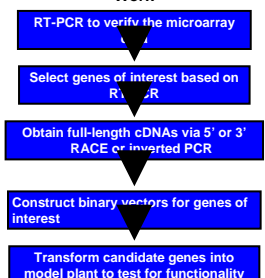 RT-PCR to verify the microarray
Select genes of interest based on
Obtain full-length cDNAs via 5' or 3'
RACE or inverted PCR
Construct binary vectors for genes of
interest
Transform candidate genes into
model plant to test for functionality